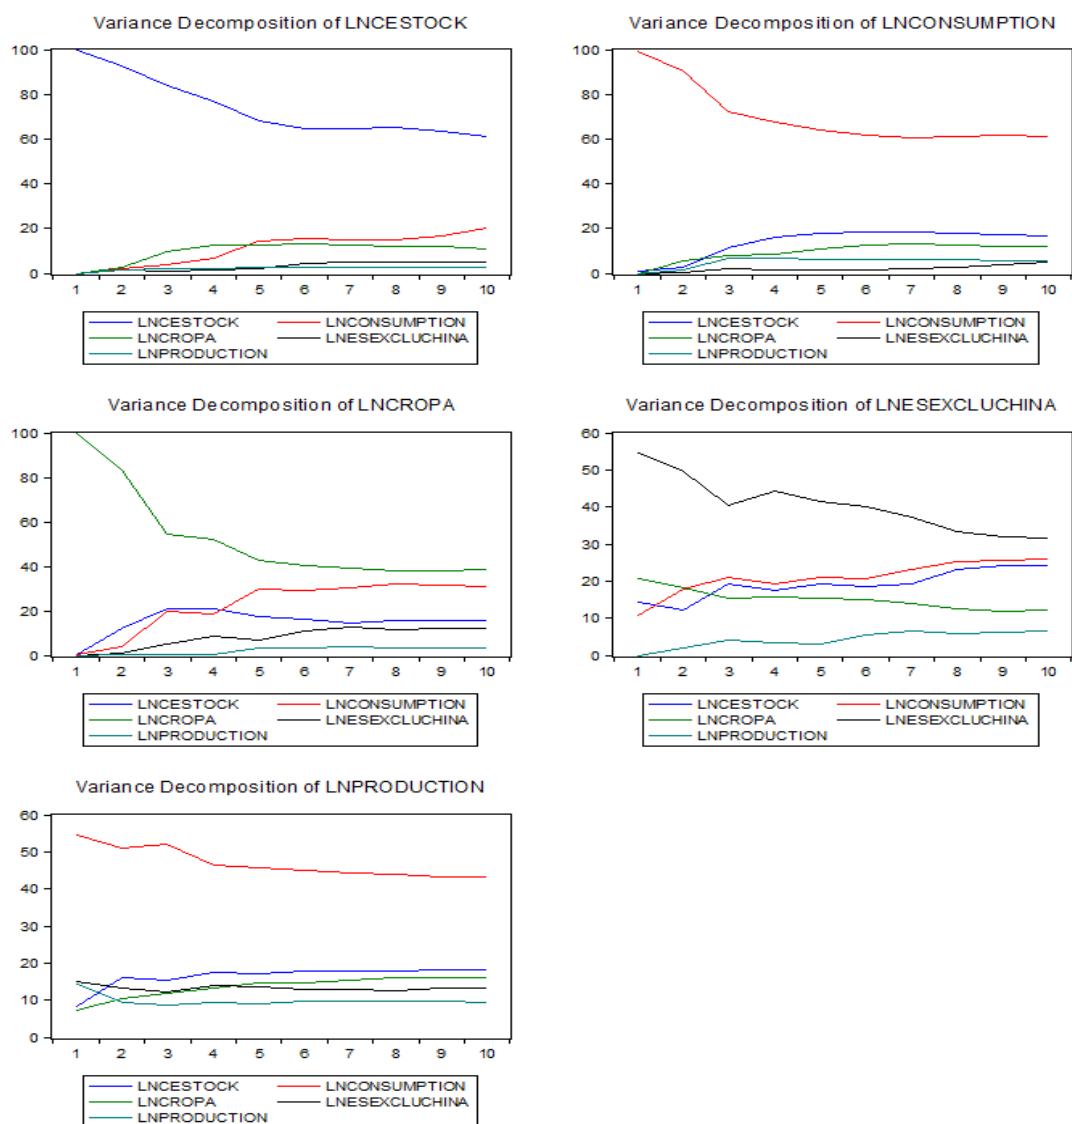 Variance Decomposition of LNCESTOCK
100
80
60
40
20
0
1 2 3 4 5 6 7 8 9 10
LNCESTOCK LNCONSUMPTION
LNCROPA LNESEXCLUCHINA
LNPRODUCTION
Variance Decomposition of LNCONSUMPTION
100
80
60
40
20
0
1 2 3 4 5 6 7 8 9 10
LNCESTOCK LNCONSUMPTION
LNCROPA LNESEXCLUCHINA
LNPRODUCTION
Variance Decomposition of LNCROPA
100
80
60
40
20
0
1 2 3 4 5 6 7 8 9 10
LNCESTOCK LNCONSUMPTION
LNCROPA LNESEXCLUCHINA
LNPRODUCTION
Variance Decomposition of LNESEXCLUCHINA
60
50
40
30
20
10
0
1 2 3 4 5 6 7 8 9 10
LNCESTOCK LNCONSUMPTION
LNCROPA LNESEXCLUCHINA
LNPRODUCTION
Variance Decomposition of LNPRODUCTION
60
50
40
30
20
10
0
1 2 3 4 5 6 7 8 9 10
LNCESTOCK LNCONSUMPTION
LNCROPA LNESEXCLUCHINA
LNPRODUCTION